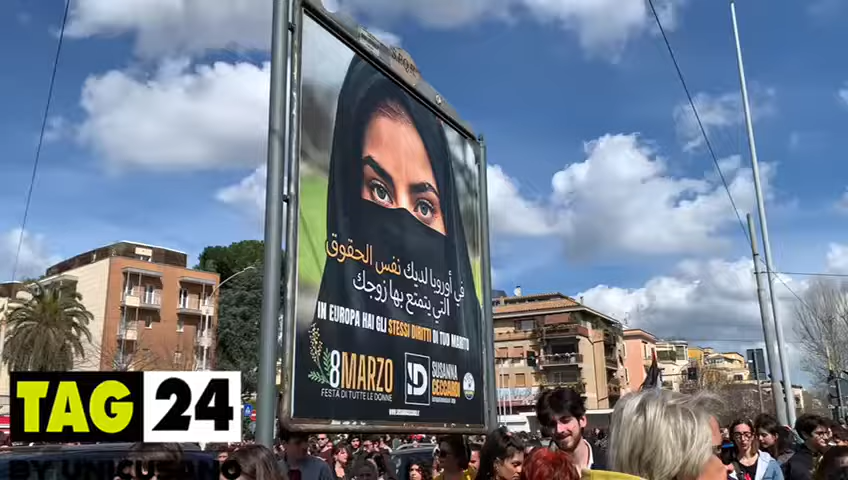 SPQR
في أوروبا لديك نفس الحقوق
التي يتمتع بها زوجك
IN EUROPA HAI GLI STESSI DIRITTI DI TUO MARITO
8 MARZO
FESTA DI TUTTE LE DONNE
ID
SUSANNA
CECCARDI
TAG 24
BY UNICUSANO